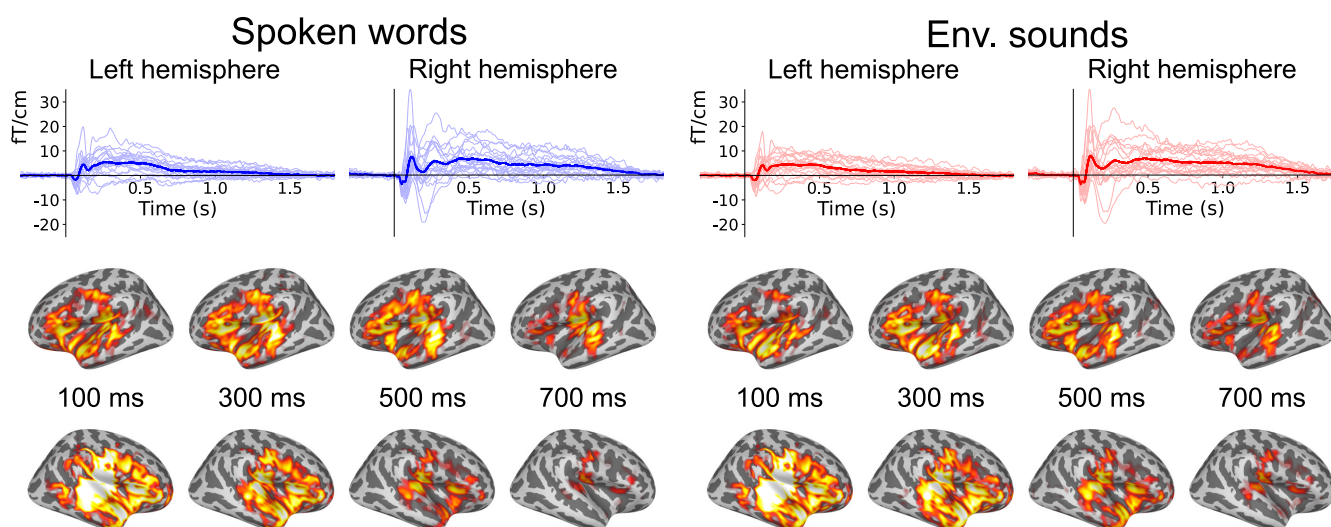 Spoken words
Env. sounds
Left hemisphere
Right hemisphere
Left hemisphere
Right hemisphere
fT/cm
30
20
10
0
-10
-20
0.5
1.0
1.5
Time (s)
0.5
1.0
1.5
Time (s)
fT/cm
30
20
10
0
-10
-20
0.5
1.0
1.5
Time (s)
0.5
1.0
1.5
Time (s)
100 ms
300 ms
500 ms
700 ms
100 ms
300 ms
500 ms
700 ms